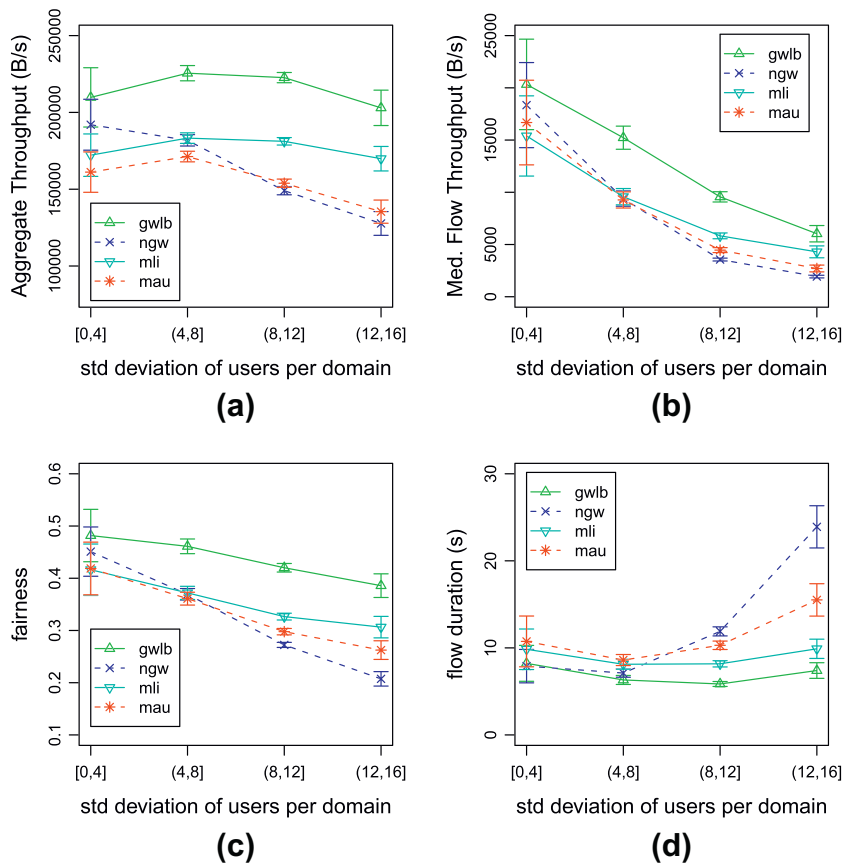 Aggregate Throughput (B/s)
250000
200000
150000
100000
gwlb
ngw
mli
mau
[0,4]
(4,8]
(8,12]
(12,16]
std deviation of users per domain
(a)
Med. Flow Throughput (B/s)
25000
15000
5000
0
gwlb
ngw
mli
mau
[0,4]
(4,8]
(8,12]
(12,16]
std deviation of users per domain
(b)
fairness
0.6
0.5
0.4
0.3
0.2
0.1
gwlb
ngw
mli
mau
[0,4]
(4,8]
(8,12]
(12,16]
std deviation of users per domain
(c)
flow duration (s)
30
20
10
0
gwlb
ngw
mli
mau
[0,4]
(4,8]
(8,12]
(12,16]
std deviation of users per domain
(d)